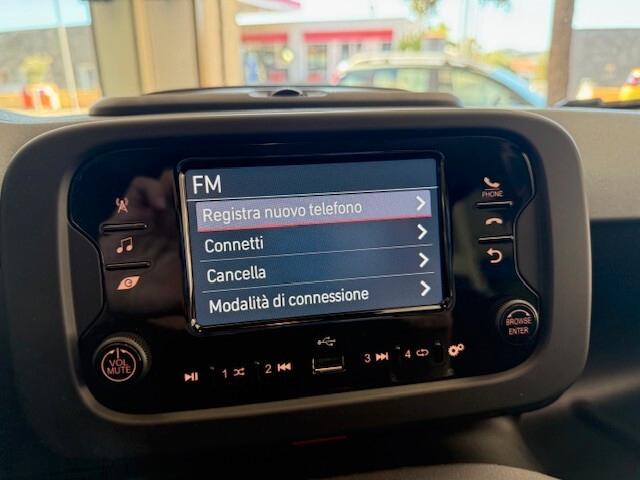 FM
Registra nuovo telefono
Connetti
Cancella
Modalità di connessione
PHONE
BROWSE
ENTER
VOL
MUTE
1
2
3
4